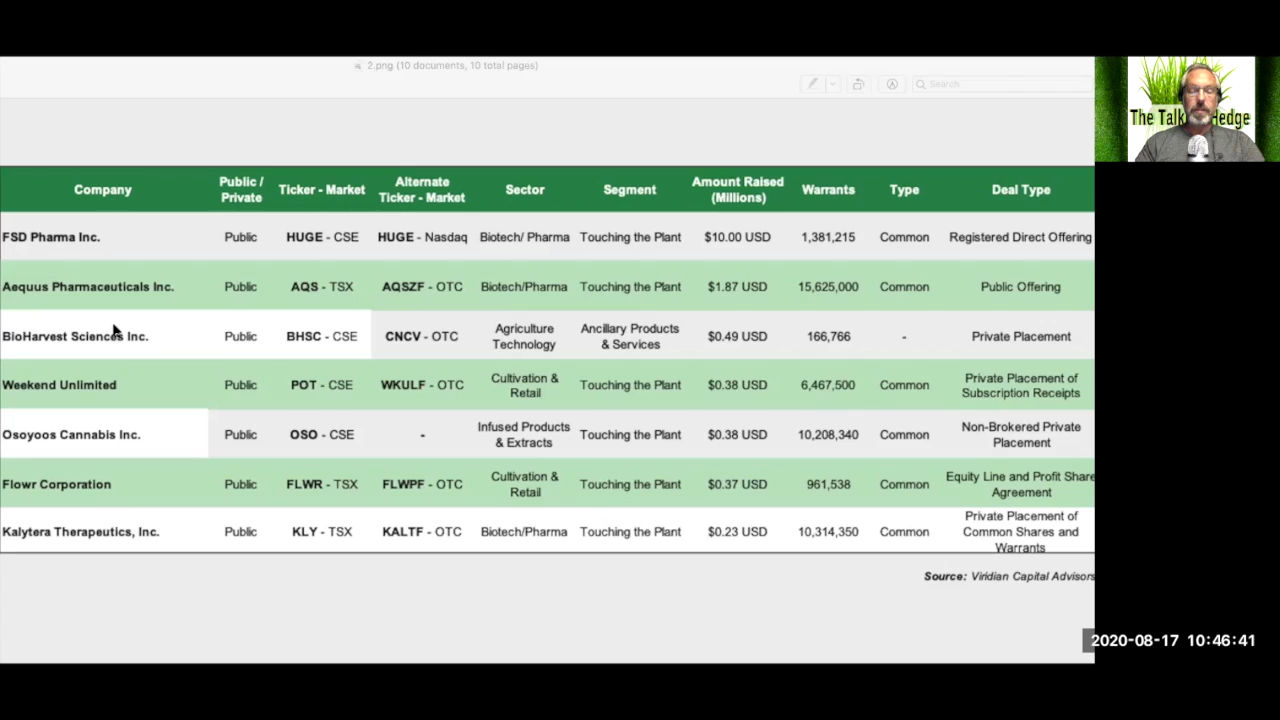 2.png (10 documents, 10 total pages)
Search
The Talk Hedge
Company Public / Private Ticker - Market Alternate Ticker - Market Sector Segment Amount Raised (Millions) Warrants Type Deal Type
FSD Pharma Inc. Public HUGE - CSE HUGE - Nasdaq Biotech/ Pharma Touching the Plant $10.00 USD 1,381,215 Common Registered Direct Offering
Aequus Pharmaceuticals Inc. Public AQS - TSX AQSZF - OTC Biotech/Pharma Touching the Plant $1.87 USD 15,625,000 Common Public Offering
BioHarvest Sciences Inc. Public BHSC - CSE CNCV - OTC Agriculture Technology Ancillary Products & Services $0.49 USD 166,766 - Private Placement
Weekend Unlimited Public POT - CSE WKULF - OTC Cultivation & Retail Touching the Plant $0.38 USD 6,467,500 Common Private Placement of Subscription Receipts
Osoyoos Cannabis Inc. Public OSO - CSE - Infused Products & Extracts Touching the Plant $0.38 USD 10,208,340 Common Non-Brokered Private Placement
Flowr Corporation Public FLWR - TSX FLWPF - OTC Cultivation & Retail Touching the Plant $0.37 USD 961,538 Common Equity Line and Profit Share Agreement
Kalytera Therapeutics, Inc. Public KLY - TSX KALTF - OTC Biotech/Pharma Touching the Plant $0.23 USD 10,314,350 Common Private Placement of Common Shares and Warrants
Source: Viridian Capital Advisors
2020-08-17 10:46:41